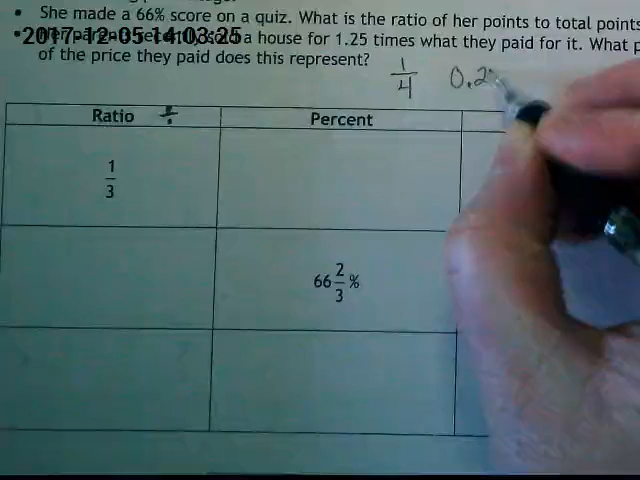 • She made a 66% score on a quiz. What is the ratio of her points to total points
2017-12-05 14:03:25
a house for 1.25 times what they paid for it. What
of the price they paid does this represent?
1/4 0.2
Ratio ÷ Percent
1/3
66 2/3 %